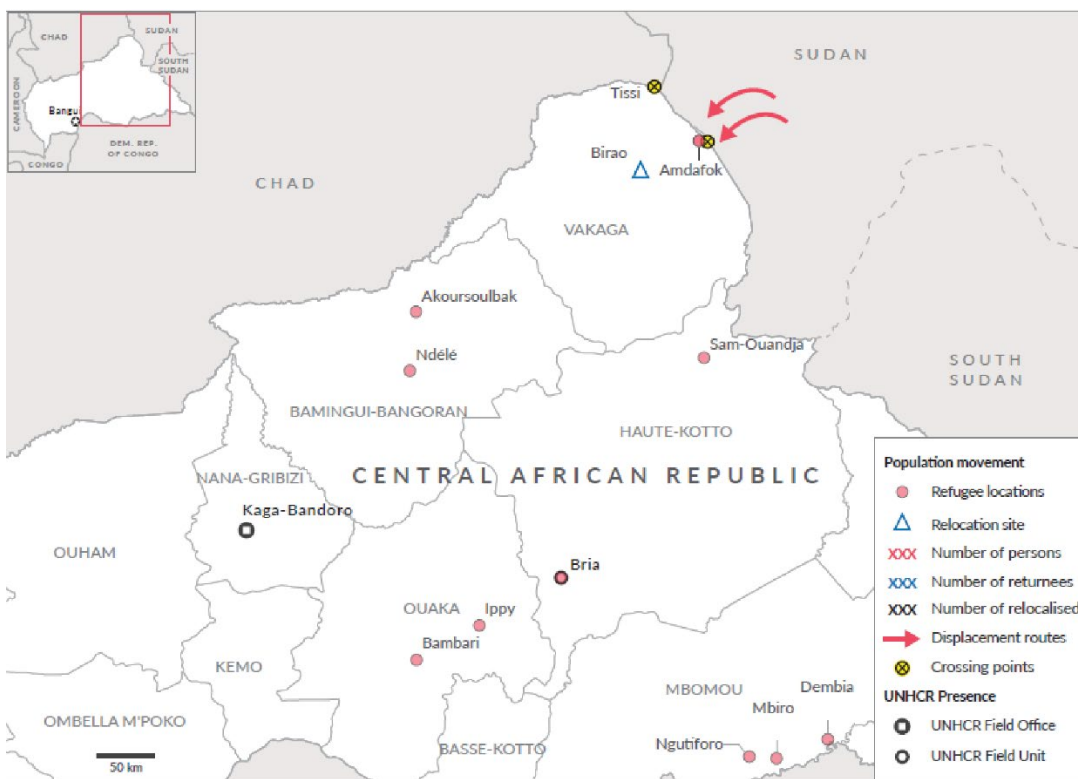 CHAD
SUDAN
SOUTH
SUDAN
CAMEROON
Bangui
DEM. REP.
OF CONGO
CONGO
SUDAN
Tissi
Birao
Amdafok
CHAD
VAKAGA
Akoursoulbak
Ndélé
Sam-Ouandja
SOUTH
SUDAN
BAMINGUI-BANGORAN
HAUTE-KOTTO
NANA-GRIBIZI
CENTRAL AFRICAN REPUBLIC
Kaga-Bandoro
OUHAM
Bria
OUAKA
Ippy
Bambari
KEMO
MBOMOU
Dembia
Mbiro
OMBELLA M'POKO
BASSE-KOTTO
Ngutiforo
50 km
Population movement
Refugee locations
Relocation site
XXX Number of persons
XXX Number of returnees
XXX Number of relocalised
Displacement routes
Crossing points
UNHCR Presence
UNHCR Field Office
UNHCR Field Unit